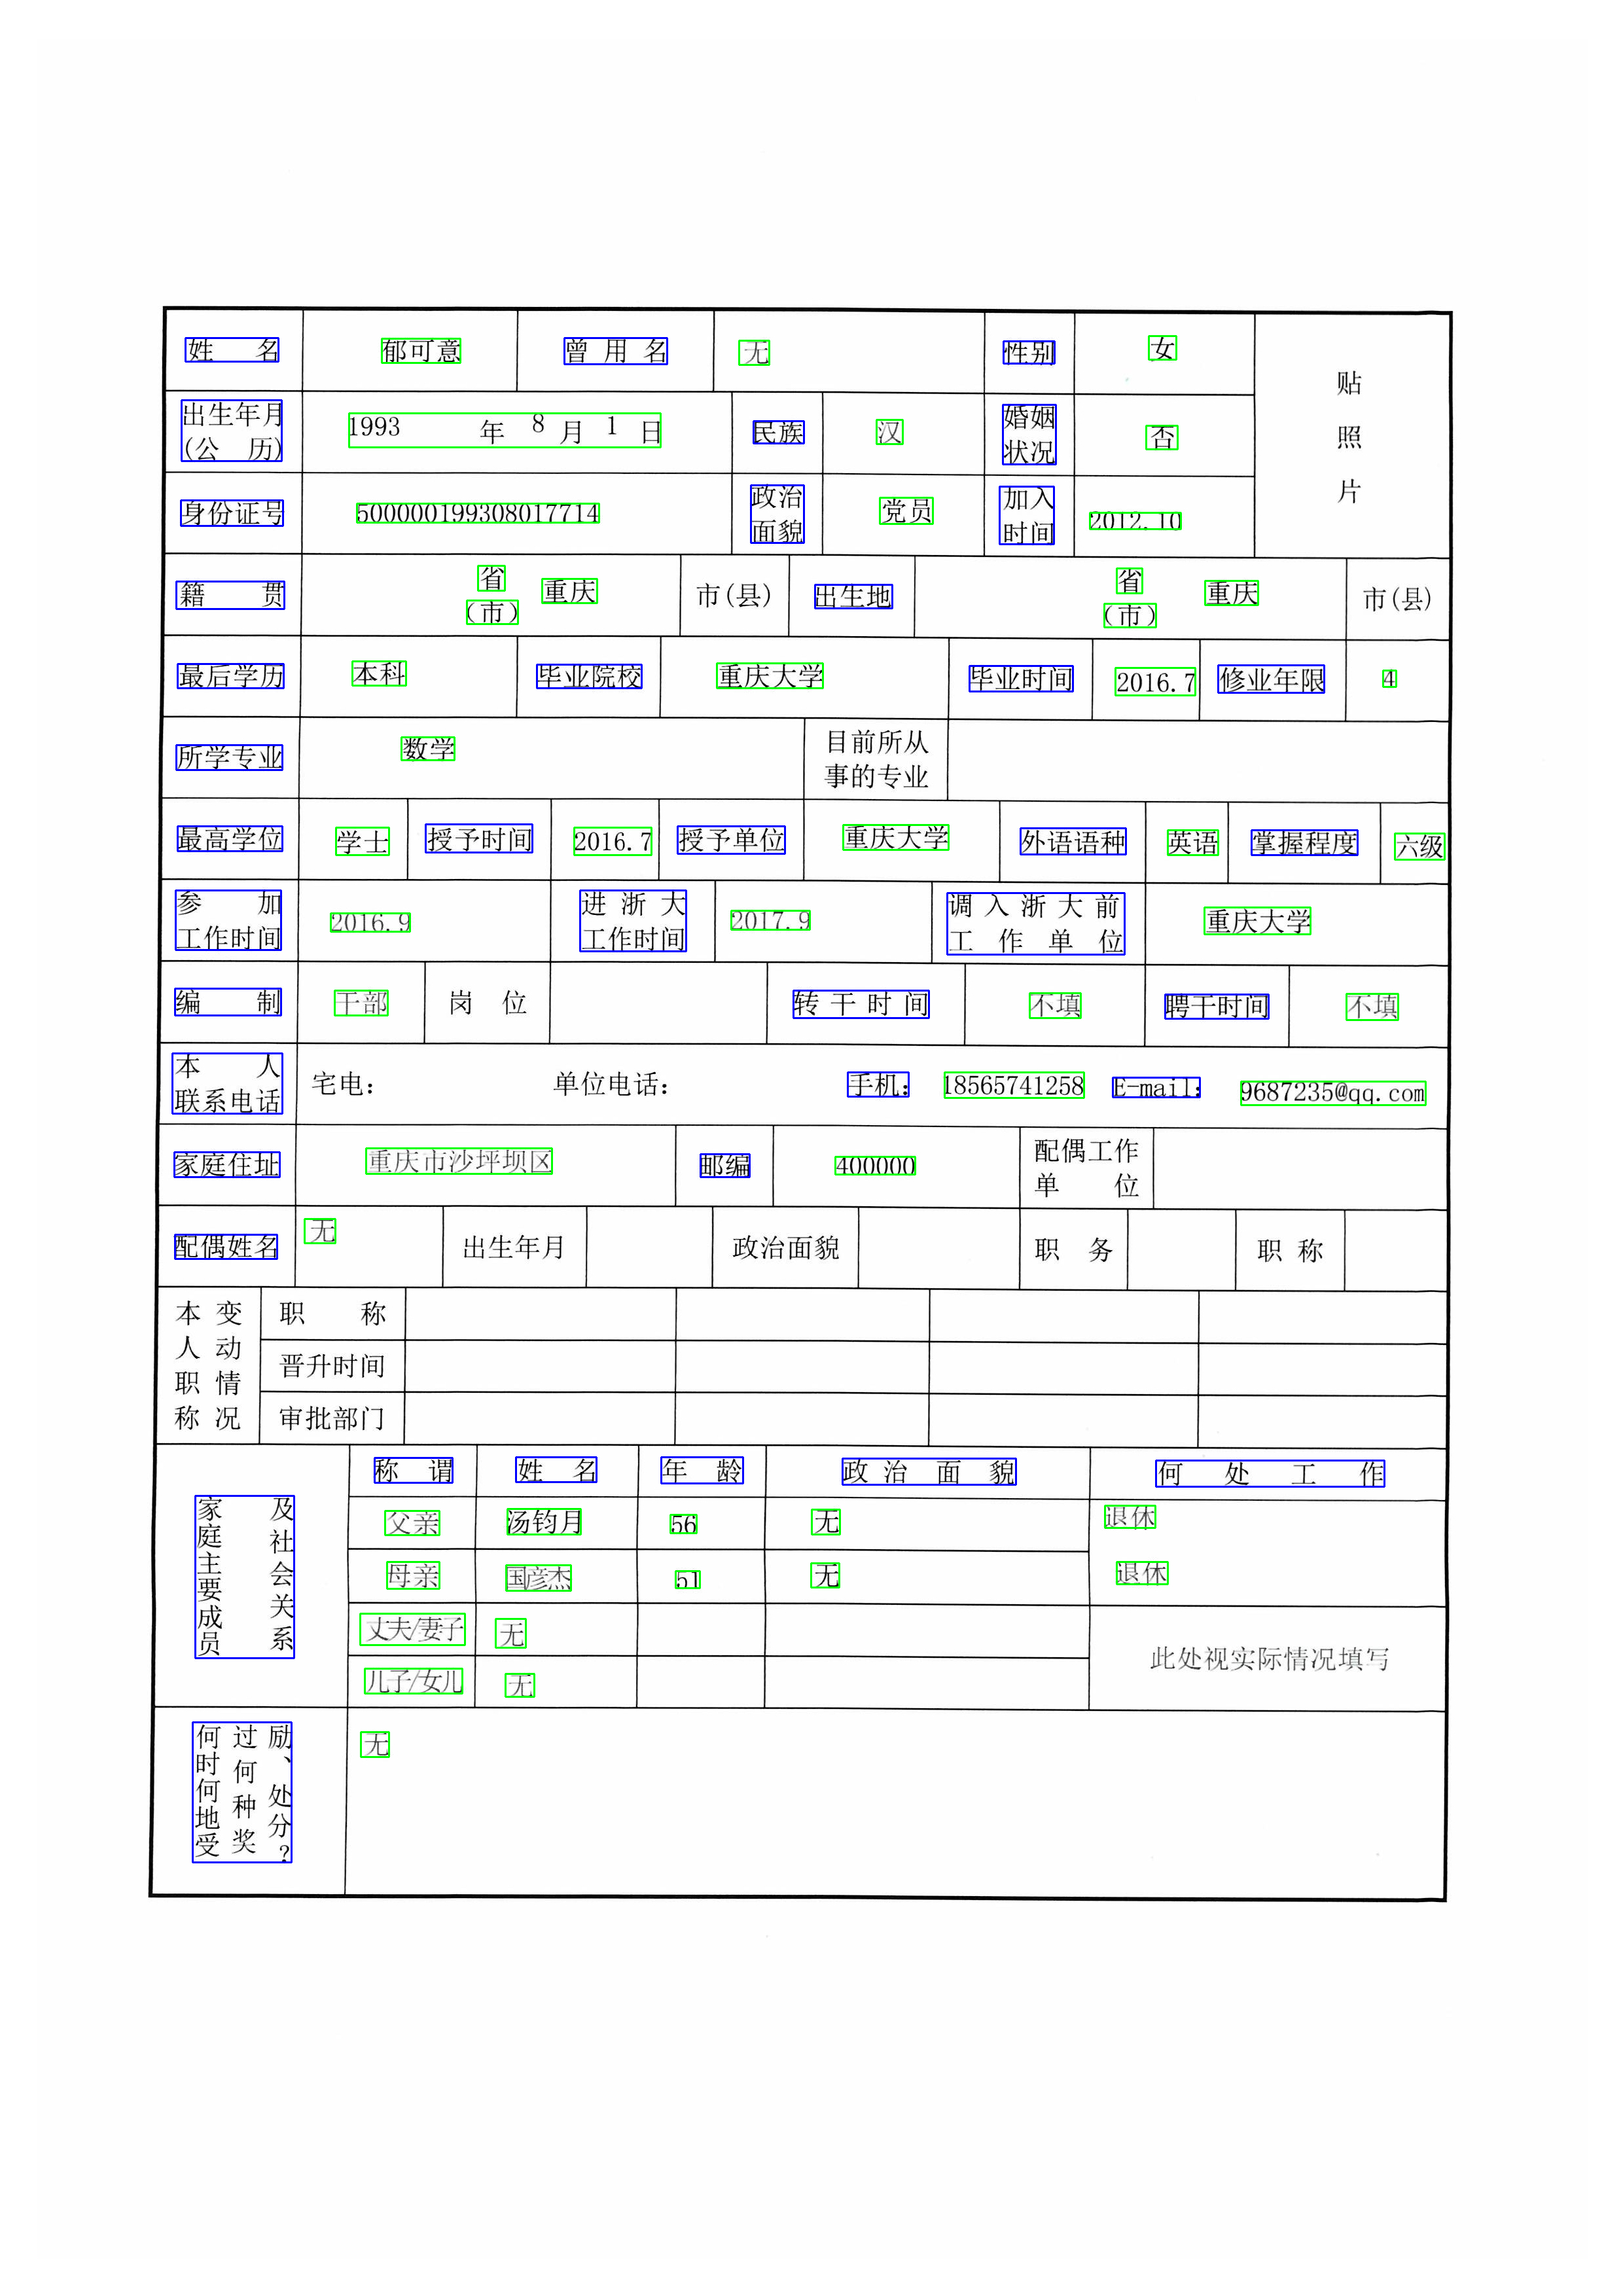 姓 名 郁可意 曾用名 无 性别 女
贴
照
片
出生年月
(公 历)
1993 年 8 月 1 日 民族 汉
婚姻
状况
否
身份证号 500000199308017714
政治
面貌
党员
加入
时间
2012.10
籍 贯
省
(市)
重庆 市(县) 出生地
省
(市)
重庆 市(县)
最后学历 本科 毕业院校 重庆大学 毕业时间 2016.7 修业年限 4
所学专业 数学
目前所从
事的专业
最高学位 学士 授予时间 2016.7 授予单位 重庆大学 外语语种 英语 掌握程度 六级
参 加
工作时间
2016.9
进浙大
工作时间
2017.9
调入浙大前
工作单位
重庆大学
编 制 干部 岗 位 转干时间 不填 聘干时间 不填
本 人
联系电话
宅电: 单位电话: 手机: 18565741258 E-mail: 9687235@qq.com
家庭住址 重庆市沙坪坝区 邮编 400000
配偶工作
单 位
配偶姓名 无 出生年月 政治面貌 职 务 职 称
本人职称
变动情况
职 称
晋升时间
审批部门
家庭主要成员
及社会关系
称 谓 姓 名 年 龄 政治面貌 何处工作
父亲 汤钧月 56 无 退休
母亲 国彦杰 51 无 退休
丈夫/妻子 无
儿子/女儿 无
此处视实际情况填写
何时何地受
过何种奖
励、处分?
无